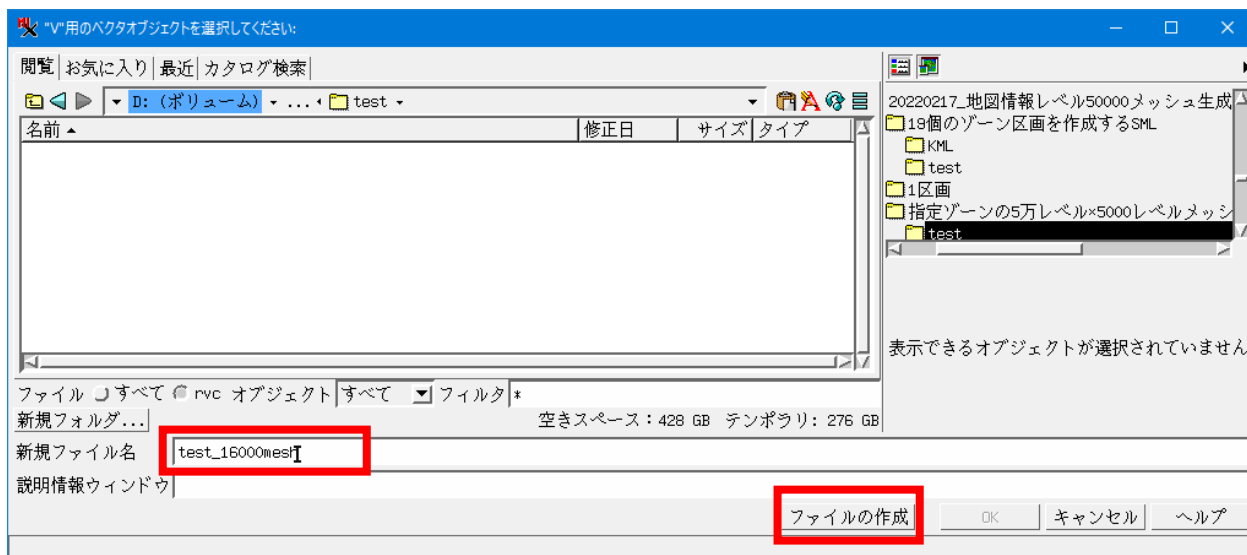 "V"用のベクタオブジェクトを選択してください:
閲覧 お気に入り 最近 カタログ検索
D: (ボリューム) ... test
名前 修正日 サイズ タイプ
20220217_地図情報レベル50000メッシュ生成
19個のゾーン区画を作成するSML
KML
test
1区画
指定ゾーンの5万レベル×5000レベルメッシ
test
表示できるオブジェクトが選択されていません
ファイル すべて rvc オブジェクト すべて フィルタ *
新規フォルダ... 空きスペース：428 GB テンポラリ: 276 GB
新規ファイル名 test_16000mesh
説明情報ウィンドウ
ファイルの作成 OK キャンセル ヘルプ